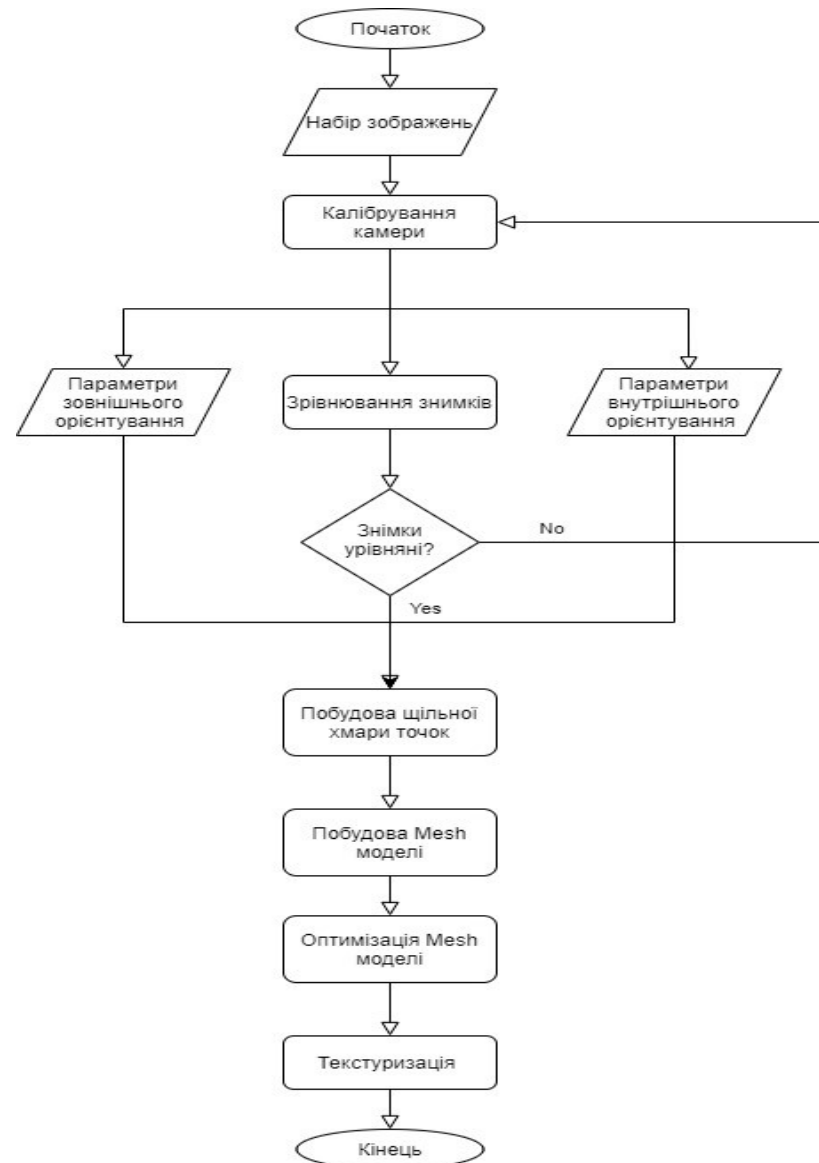 Початок
Набір зображень
Калібрування
камери
Параметри
зовнішнього
орієнтування
Зрівнювання знимків
Параметри
внутрішнього
орієнтування
Знімки
урівняні?
No
Yes
Побудова щільної
хмари точок
Побудова Mesh
моделі
Оптимізація Mesh
моделі
Текстуризація
Кінець